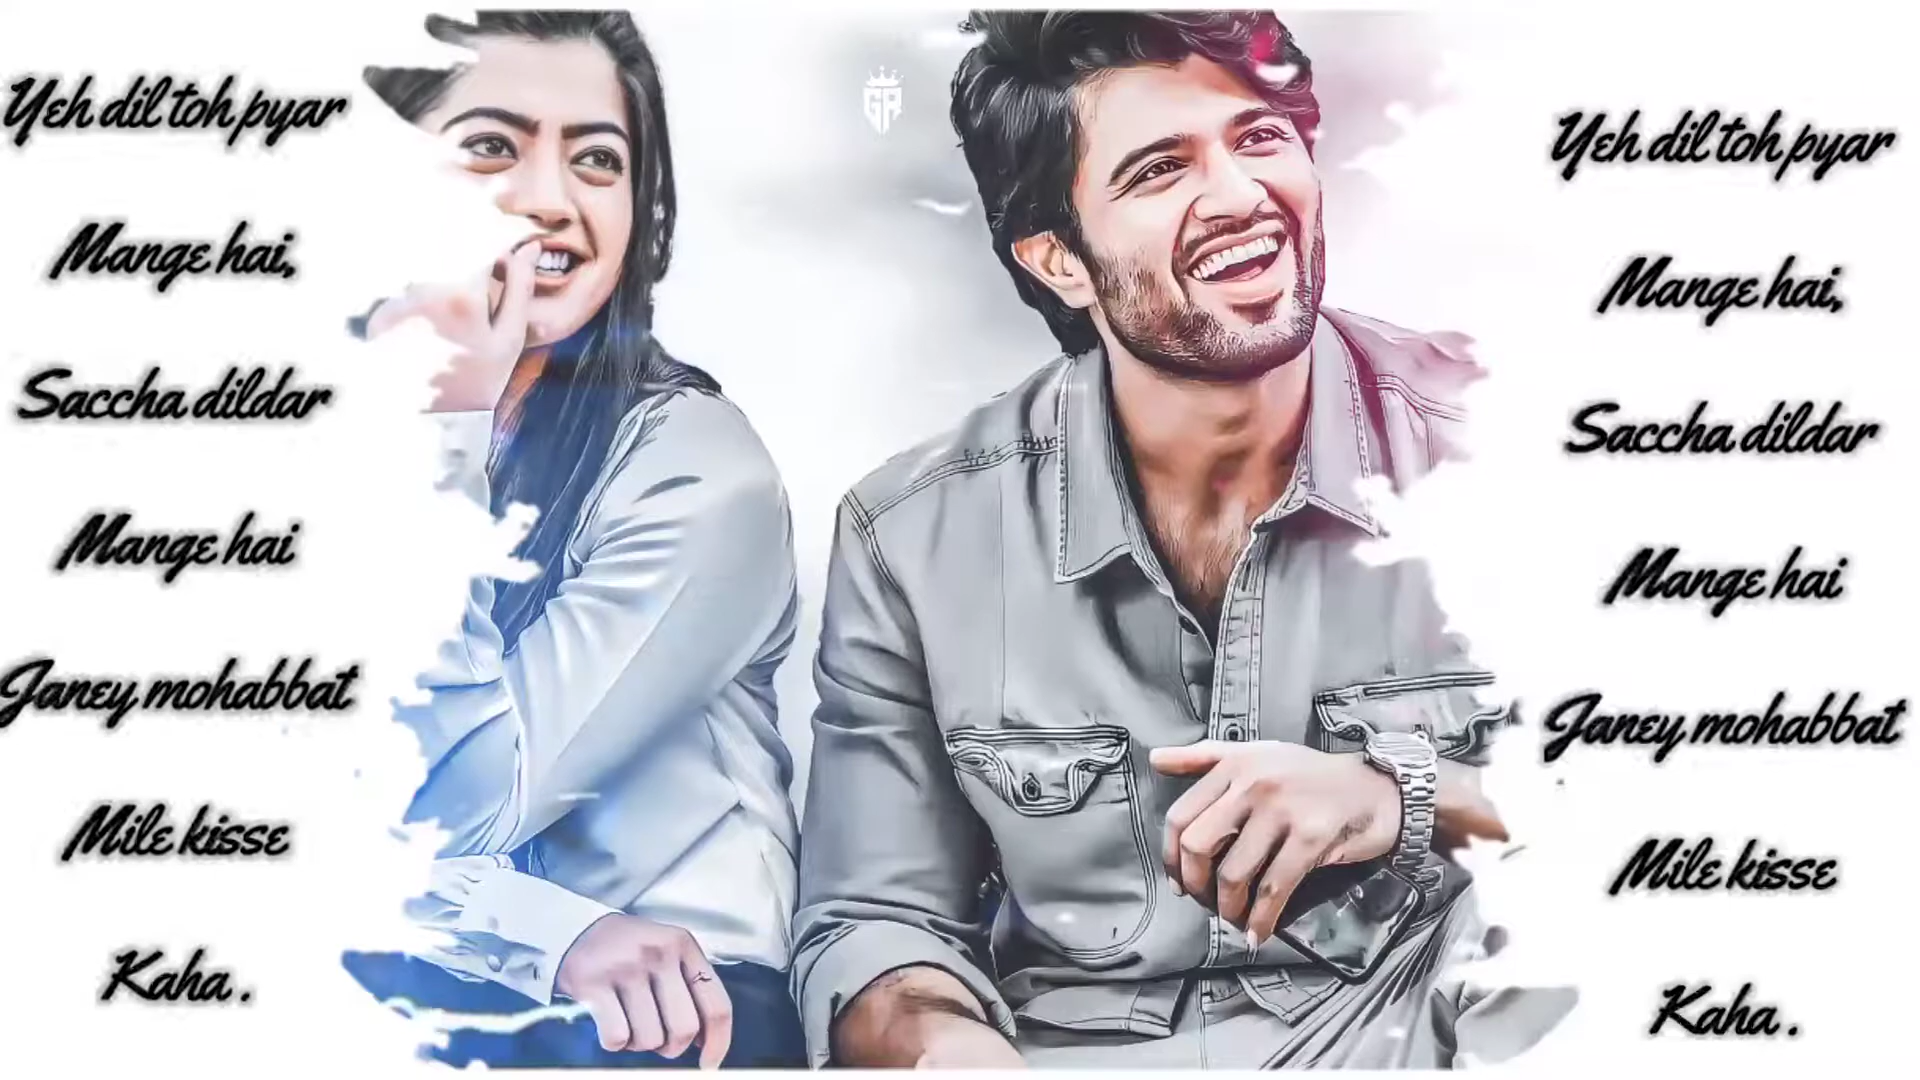 Yeh dil toh pyar
Mange hai,
Saccha dildar
Mange hai
Janey mohabbat
Mile kisse
Kaha .
GR
Yeh dil toh pyar
Mange hai,
Saccha dildar
Mange hai
Janey mohabbat
Mile kisse
Kaha .